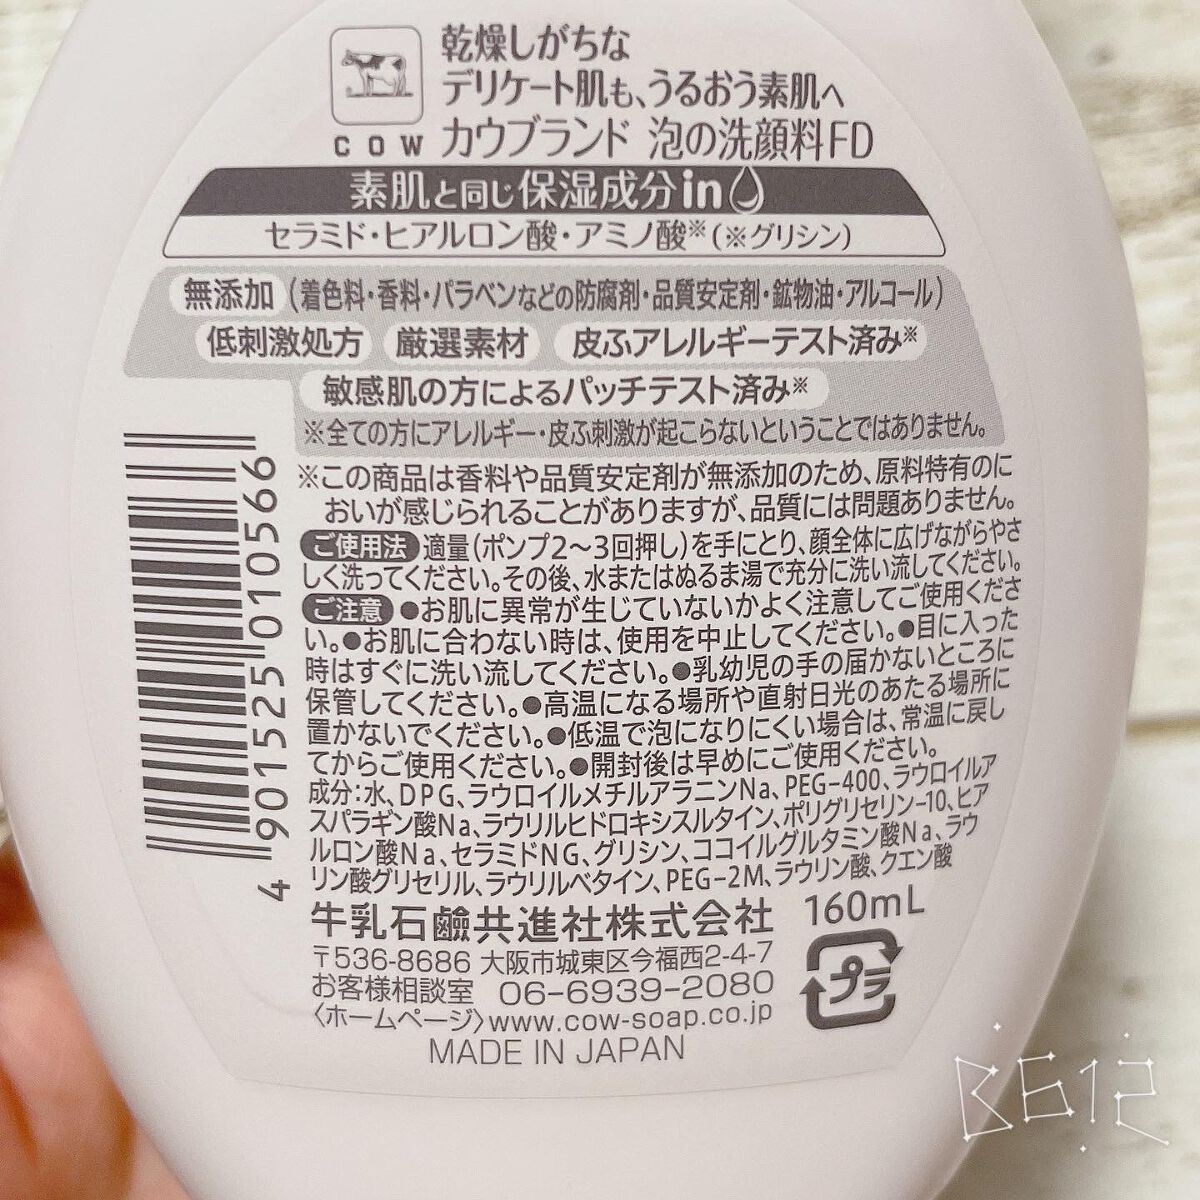 乾燥しがちな
デリケート肌も、うるおう素肌へ
COW カウブランド 泡の洗顔料FD
素肌と同じ保湿成分in
セラミド・ヒアルロン酸・アミノ酸※(※グリシン)
無添加(着色料・香料・パラベンなどの防腐剤・品質安定剤・鉱物油・アルコール)
低刺激処方 厳選素材 皮ふアレルギーテスト済み※
敏感肌の方によるパッチテスト済み※
※全ての方にアレルギー・皮ふ刺激が起こらないということではありません。
※この商品は香料や品質安定剤が無添加のため、原料特有のに
おいが感じられることがありますが、品質には問題ありません。
ご使用法 適量(ポンプ2〜3回押し)を手にとり、顔全体に広げながらやさ
しく洗ってください。その後、水またはぬるま湯で充分に洗い流してください。
ご注意 ●お肌に異常が生じていないかよく注意してご使用くださ
い。●お肌に合わない時は、使用を中止してください。●目に入った
時はすぐに洗い流してください。●乳幼児の手の届かないところに
保管してください。●高温になる場所や直射日光のあたる場所に
置かないでください。●低温で泡になりにくい場合は、常温に戻し
てからご使用ください。●開封後は早めにご使用ください。
成分:水、DPG、ラウロイルメチルアラニンNa、PEG-400、ラウロイルア
スパラギン酸Na、ラウリルヒドロキシスルタイン、ポリグリセリン-10、ヒア
ルロン酸Na、セラミドNG、グリシン、ココイルグルタミン酸Na、ラウ
リン酸グリセリル、ラウリルベタイン、PEG-2M、ラウリン酸、クエン酸
牛乳石鹼共進社株式会社 160mL
〒536-8686 大阪市城東区今福西2-4-7
お客様相談室 06-6939-2080
〈ホームページ〉www.cow-soap.co.jp
プラ
MADE IN JAPAN
4 901525 010566
B612